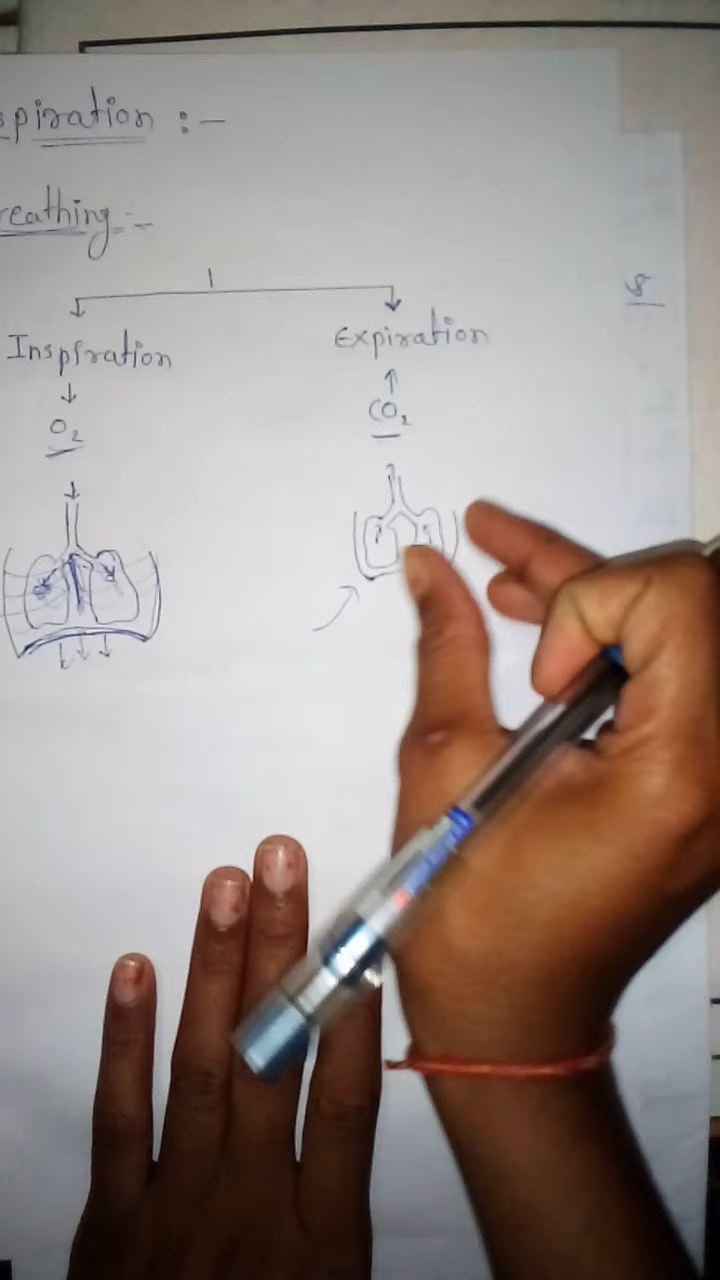 spiration :-
reathing :-
Inspiration
Expiration
O₂
CO₂